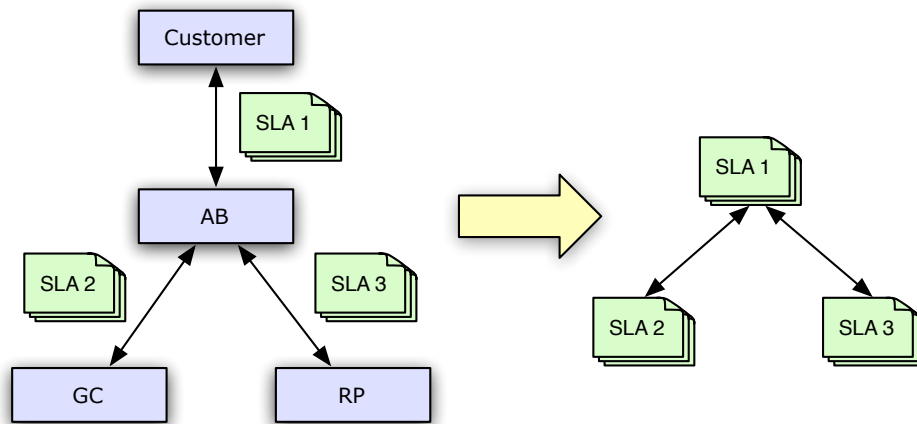 Customer
SLA 1
AB
SLA 2
SLA 3
GC
RP
SLA 1
SLA 2
SLA 3